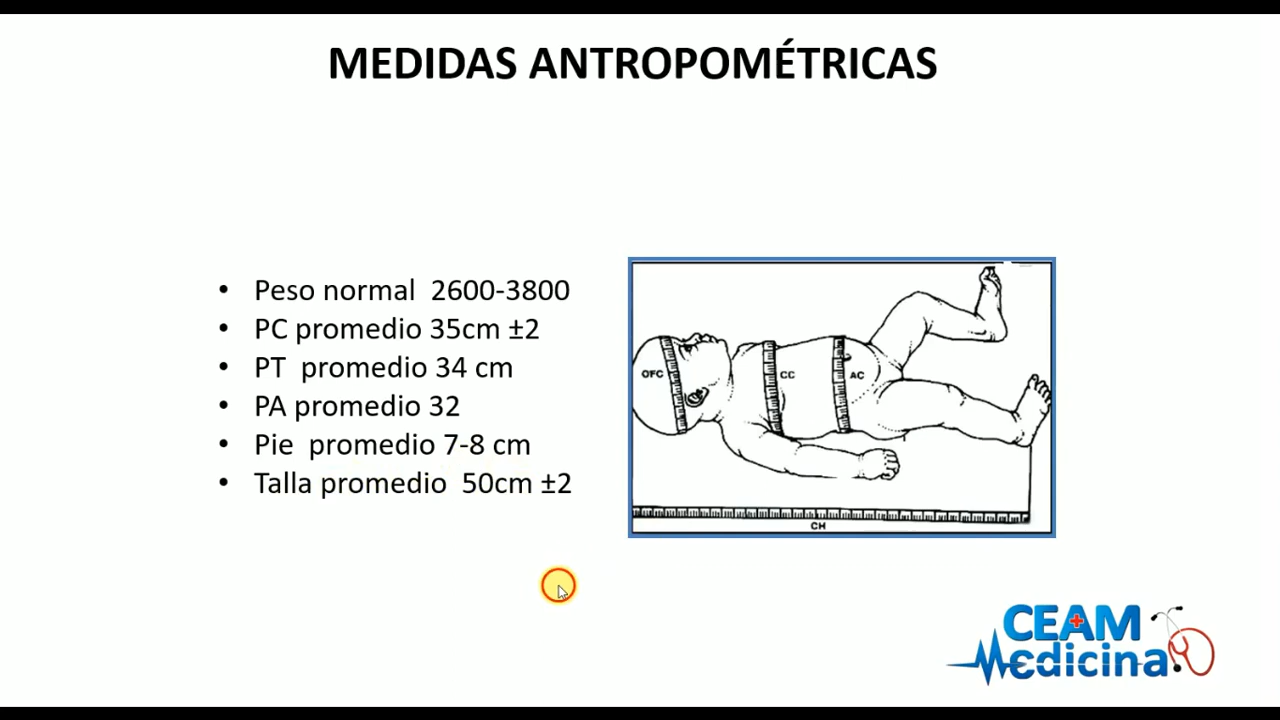 MEDIDAS ANTROPOMÉTRICAS
• Peso normal 2600-3800
• PC promedio 35cm ±2
• PT promedio 34 cm
• PA promedio 32
• Pie promedio 7-8 cm
• Talla promedio 50cm ±2
OFC
CC
AC
CH
CEAM
Medicina